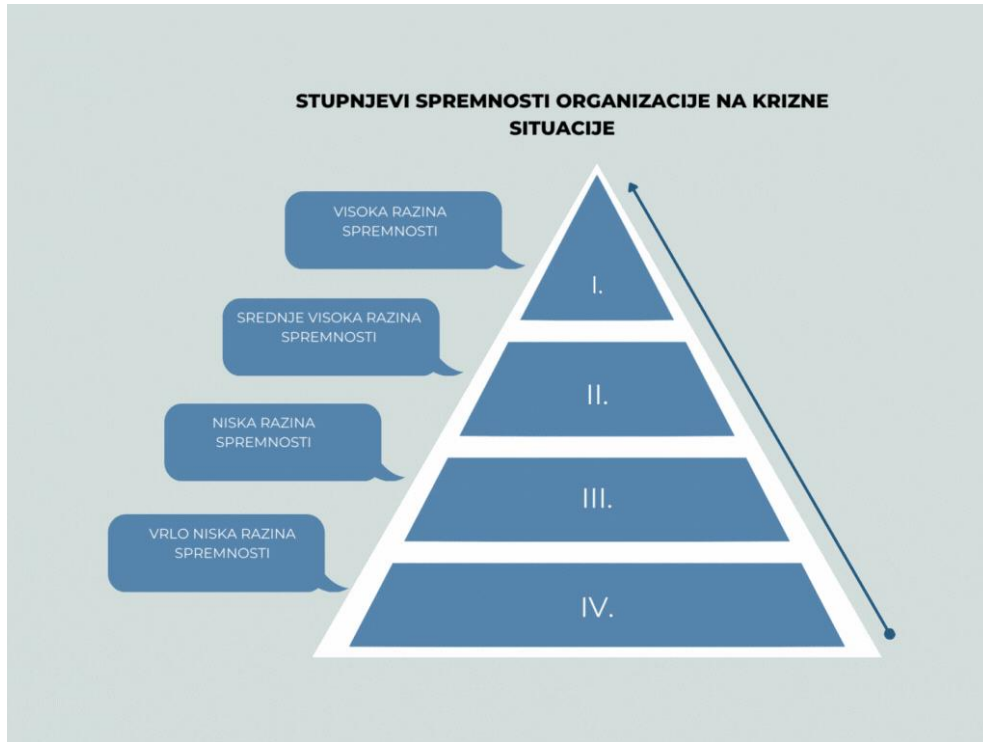 STUPNJEVI SPREMNOSTI ORGANIZACIJE NA KRIZNE
SITUACIJE
VISOKA RAZINA
SPREMNOSTI
I.
SREDNJE VISOKA RAZINA
SPREMNOSTI
II.
NISKA RAZINA
SPREMNOSTI
III.
VRLO NISKA RAZINA
SPREMNOSTI
IV.